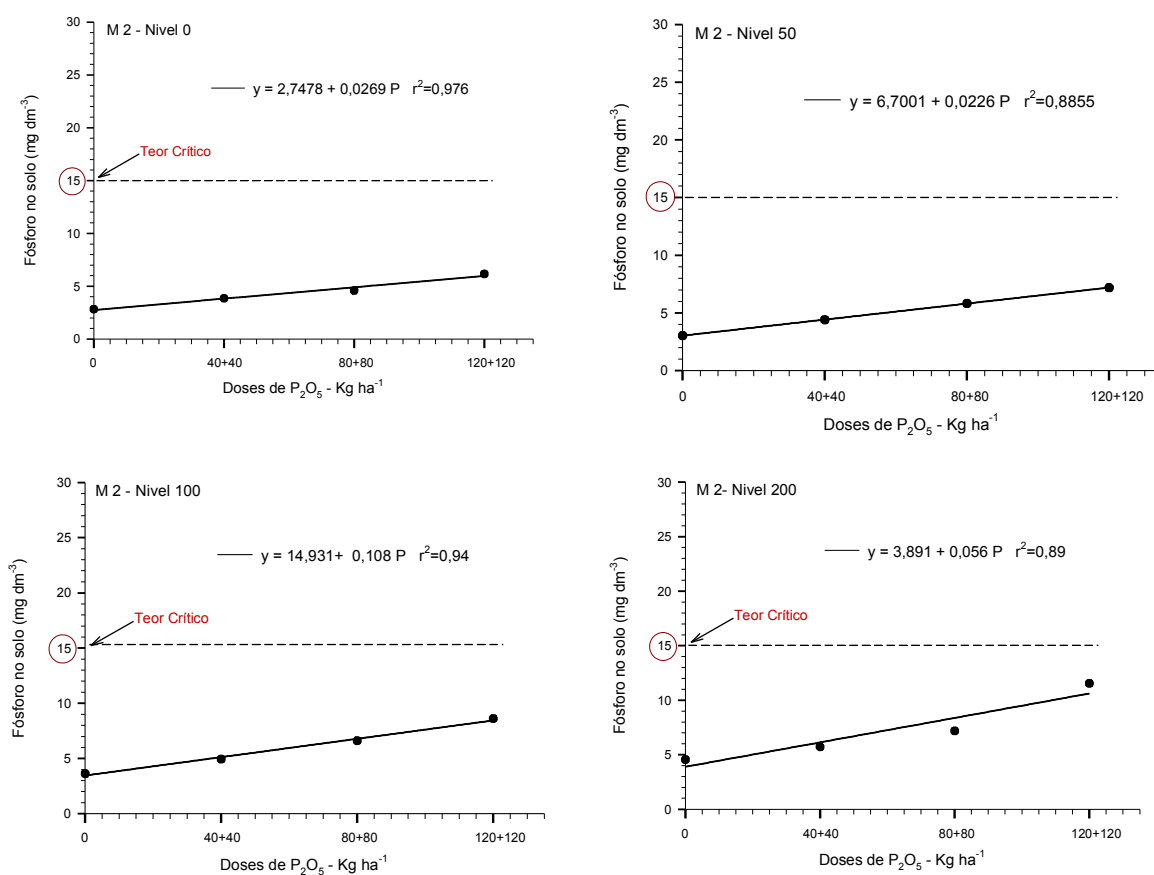 M 2 - Nivel 0
y = 2,7478 + 0,0269 P r²=0,976
Teor Crítico
Fósforo no solo (mg dm⁻³)
30
25
20
15
10
5
0
0 40+40 80+80 120+120
Doses de P₂O₅ - Kg ha⁻¹
M 2 - Nivel 50
y = 6,7001 + 0,0226 P r²=0,8855
Fósforo no solo (mg dm⁻³)
30
25
20
15
10
5
0
0 40+40 80+80 120+120
Doses de P₂O₅ - Kg ha⁻¹
M 2 - Nivel 100
y = 14,931+ 0,108 P r²=0,94
Teor Crítico
Fósforo no solo (mg dm⁻³)
30
25
20
15
10
5
0
0 40+40 80+80 120+120
Doses de P₂O₅ - Kg ha⁻¹
M 2- Nivel 200
y = 3,891 + 0,056 P r²=0,89
Teor Crítico
Fósforo no solo (mg dm⁻³)
30
25
20
15
10
5
0
0 40+40 80+80 120+120
Doses de P₂O₅ - Kg ha⁻¹